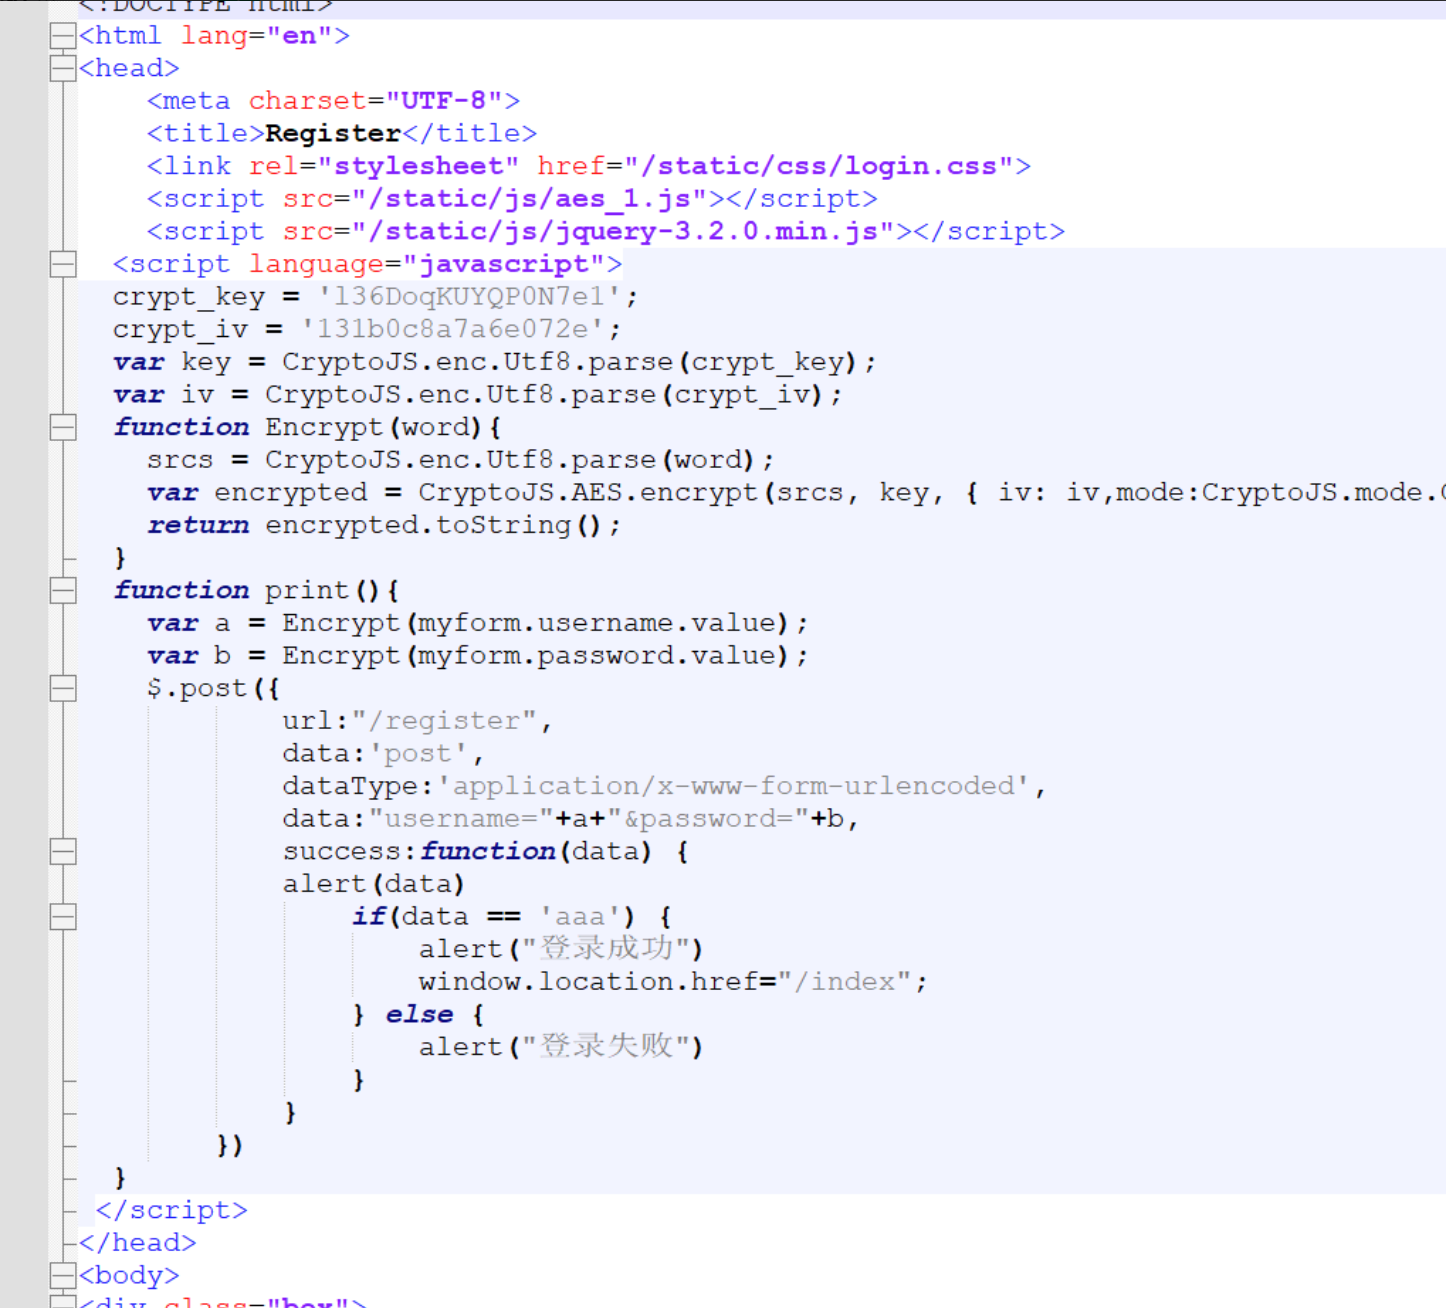 <!DOCTYPE html>
<html lang="en">
<head>
    <meta charset="UTF-8">
    <title>Register</title>
    <link rel="stylesheet" href="/static/css/login.css">
    <script src="/static/js/aes_1.js"></script>
    <script src="/static/js/jquery-3.2.0.min.js"></script>
  <script language="javascript">
  crypt_key = 'l36DoqKUYQP0N7e1';
  crypt_iv = '131b0c8a7a6e072e';
  var key = CryptoJS.enc.Utf8.parse(crypt_key);
  var iv = CryptoJS.enc.Utf8.parse(crypt_iv);
  function Encrypt(word){
    srcs = CryptoJS.enc.Utf8.parse(word);
    var encrypted = CryptoJS.AES.encrypt(srcs, key, { iv: iv,mode:CryptoJS.mode.
    return encrypted.toString();
  }
  function print(){
    var a = Encrypt(myform.username.value);
    var b = Encrypt(myform.password.value);
    $.post({
            url:"/register",
            data:'post',
            dataType:'application/x-www-form-urlencoded',
            data:"username="+a+"&password="+b,
            success:function(data) {
            alert(data)
                if(data == 'aaa') {
                    alert("登录成功")
                    window.location.href="/index";
                } else {
                    alert("登录失败")
                }
            }
        })
  }
 </script>
</head>
<body>
<div class="box">